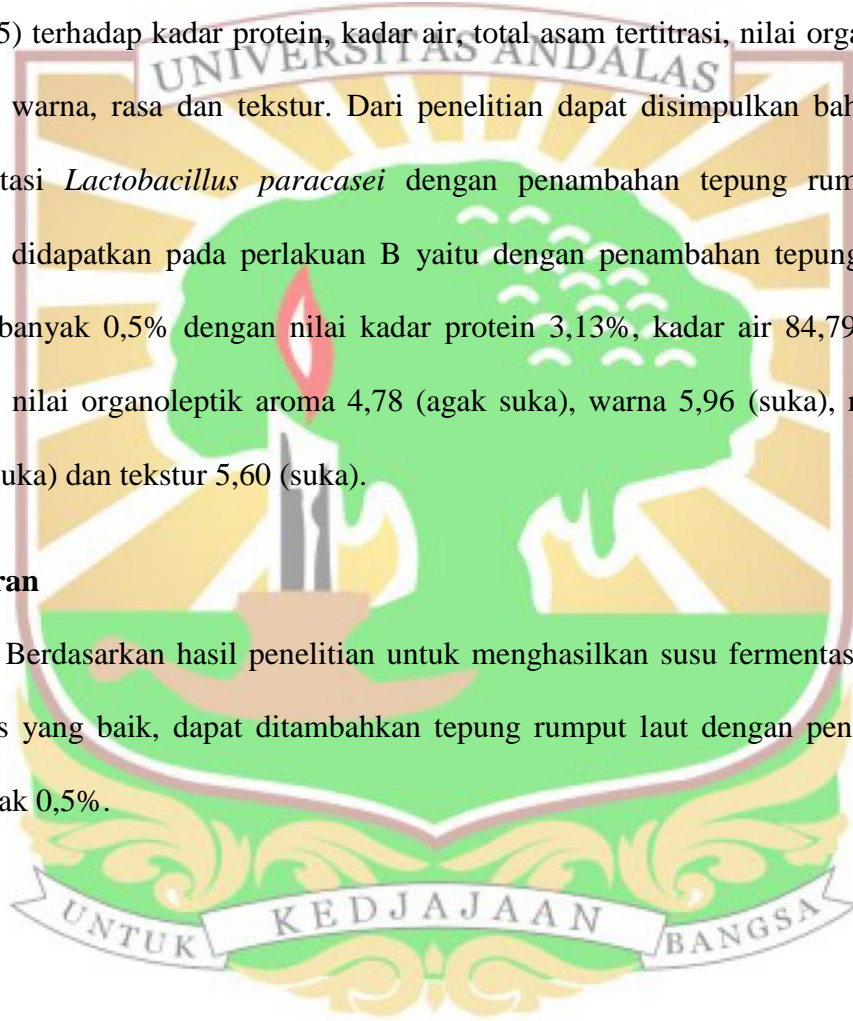 5) terhadap kadar protein, kadar air, total asam tertitrasi, nilai orga
UNIVERSITAS ANDALAS
warna, rasa dan tekstur. Dari penelitian dapat disimpulkan bah
tasi Lactobacillus paracasei dengan penambahan tepung rum
didapatkan pada perlakuan B yaitu dengan penambahan tepung
banyak 0,5% dengan nilai kadar protein 3,13%, kadar air 84,79
nilai organoleptik aroma 4,78 (agak suka), warna 5,96 (suka), r
uka) dan tekstur 5,60 (suka).
ran
Berdasarkan hasil penelitian untuk menghasilkan susu fermentas
s yang baik, dapat ditambahkan tepung rumput laut dengan pen
ak 0,5%.
UNTUK KEDJAJAAN BANGSA